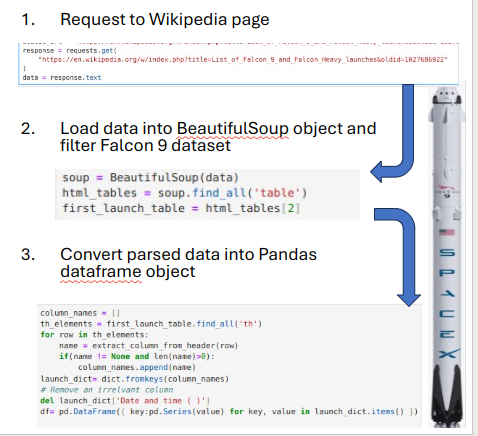 1. Request to Wikipedia page
response = requests.get(
"https://en.wikipedia.org/w/index.php?title=List_of_Falcon_9_and_Falcon_Heavy_launches&oldid=1027686922"
)
data = response.text
2. Load data into BeautifulSoup object and
filter Falcon 9 dataset
soup = BeautifulSoup(data)
html_tables = soup.find_all('table')
first_launch_table = html_tables[2]
3. Convert parsed data into Pandas
dataframe object
column_names = []
th_elements = first_launch_table.find_all('th')
for row in th_elements:
name = extract_column_from_header(row)
if(name != None and len(name)>0):
column_names.append(name)
launch_dict= dict.fromkeys(column_names)
# Remove an irrelvant column
del launch_dict['Date and time ( )']
df= pd.DataFrame({ key:pd.Series(value) for key, value in launch_dict.items() })
SPACEX